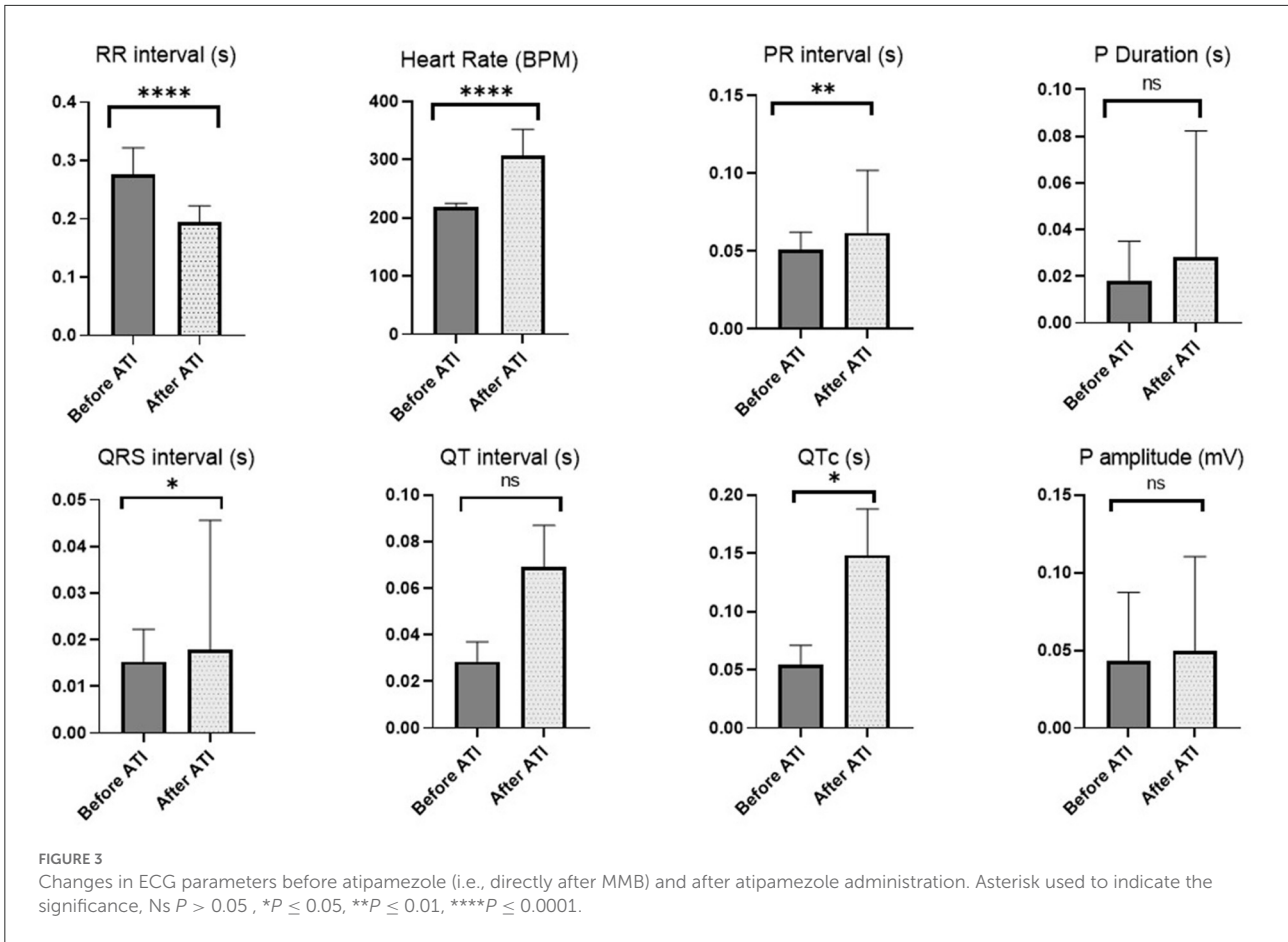 RR interval (s)
****
0.4
0.3
0.2
0.1
0.0
Before ATI
After ATI
Heart Rate (BPM)
****
400
300
200
100
0
Before ATI
After ATI
PR interval (s)
**
0.15
0.10
0.05
0.00
Before ATI
After ATI
P Duration (s)
ns
0.10
0.08
0.06
0.04
0.02
0.00
Before ATI
After ATI
QRS interval (s)
*
0.05
0.04
0.03
0.02
0.01
0.00
Before ATI
After ATI
QT interval (s)
ns
0.10
0.08
0.06
0.04
0.02
0.00
Before ATI
After ATI
QTc (s)
*
0.20
0.15
0.10
0.05
0.00
Before ATI
After ATI
P amplitude (mV)
ns
0.15
0.10
0.05
0.00
Before ATI
After ATI
FIGURE 3
Changes in ECG parameters before atipamezole (i.e., directly after MMB) and after atipamezole administration. Asterisk used to indicate the
significance, Ns P > 0.05 , *P ≤ 0.05, **P ≤ 0.01, ****P ≤ 0.0001.